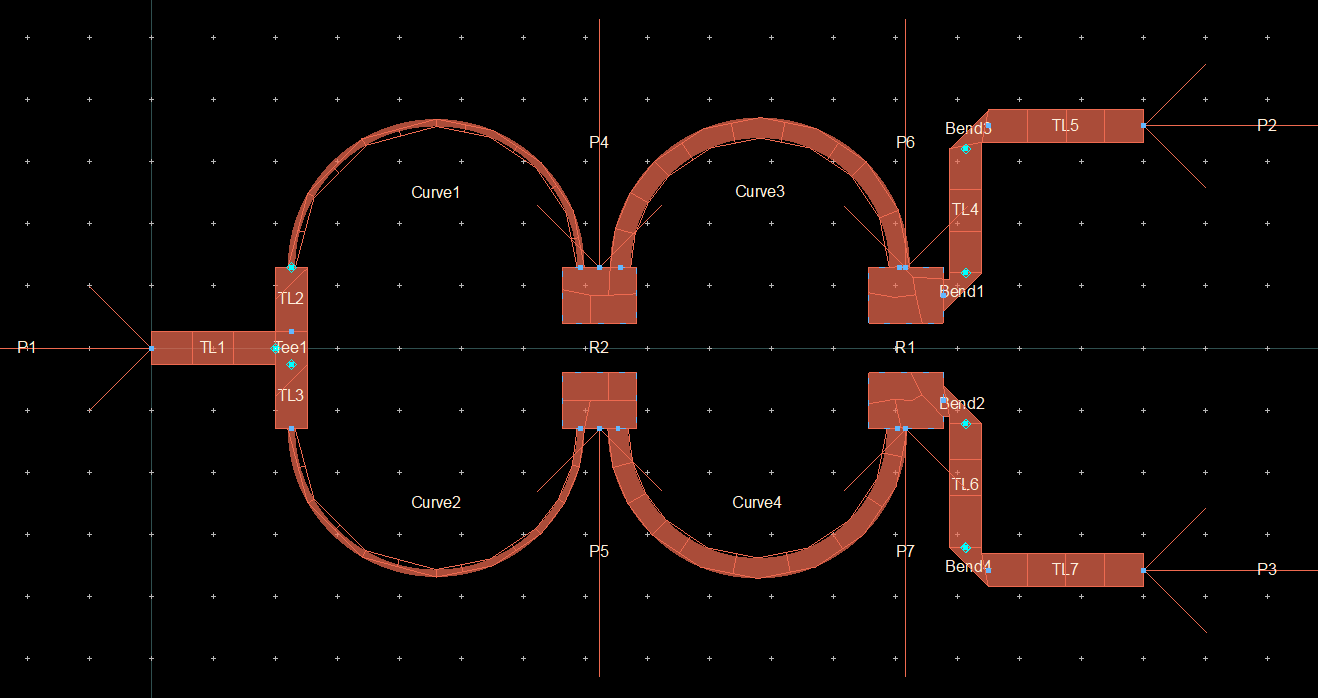 Bend3
TL5
P2
P4
P6
Curve1
Curve3
TL4
Bend1
TL2
P1
TL1
Tee1
R2
R1
TL3
Bend2
TL6
Curve2
Curve4
P5
P7
Bend4
TL7
P3